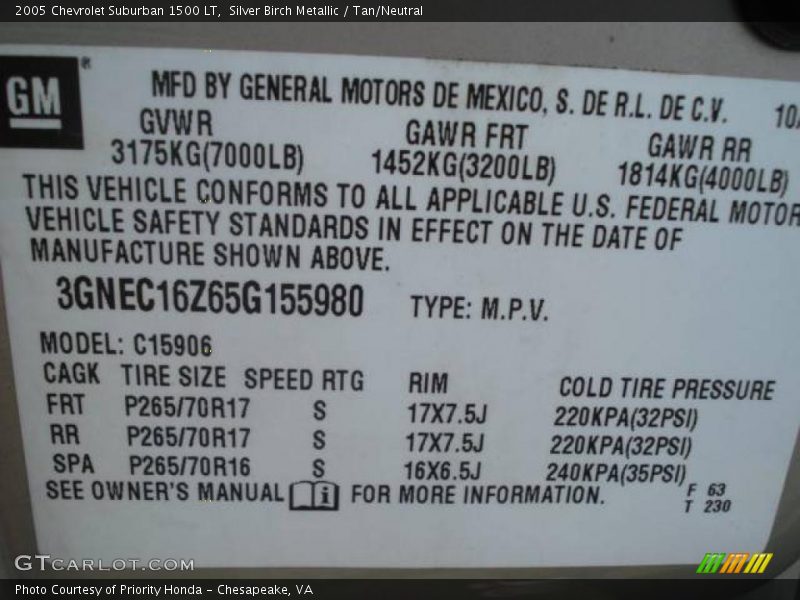 2005 Chevrolet Suburban 1500 LT, Silver Birch Metallic / Tan/Neutral
GM®
MFD BY GENERAL MOTORS DE MEXICO, S. DE R.L. DE C.V.
GVWR GAWR FRT GAWR RR
3175KG(7000LB) 1452KG(3200LB) 1814KG(4000LB)
THIS VEHICLE CONFORMS TO ALL APPLICABLE U.S. FEDERAL MOTOR
VEHICLE SAFETY STANDARDS IN EFFECT ON THE DATE OF
MANUFACTURE SHOWN ABOVE.
3GNEC16Z65G155980 TYPE: M.P.V.
MODEL: C15906
CAGK TIRE SIZE SPEED RTG RIM COLD TIRE PRESSURE
FRT P265/70R17 S 17X7.5J 220KPA(32PSI)
RR P265/70R17 S 17X7.5J 220KPA(32PSI)
SPA P265/70R16 S 16X6.5J 240KPA(35PSI)
SEE OWNER'S MANUAL i FOR MORE INFORMATION. F 63
T 230
GTCARLOT.COM
Photo Courtesy of Priority Honda - Chesapeake, VA